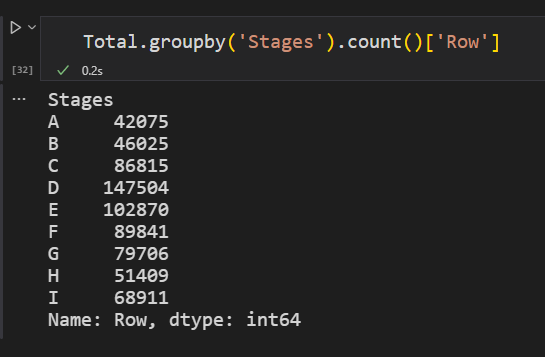 Total.groupby('Stages').count()['Row']
[32]
0.2s
...
Stages
A 42075
B 46025
C 86815
D 147504
E 102870
F 89841
G 79706
H 51409
I 68911
Name: Row, dtype: int64